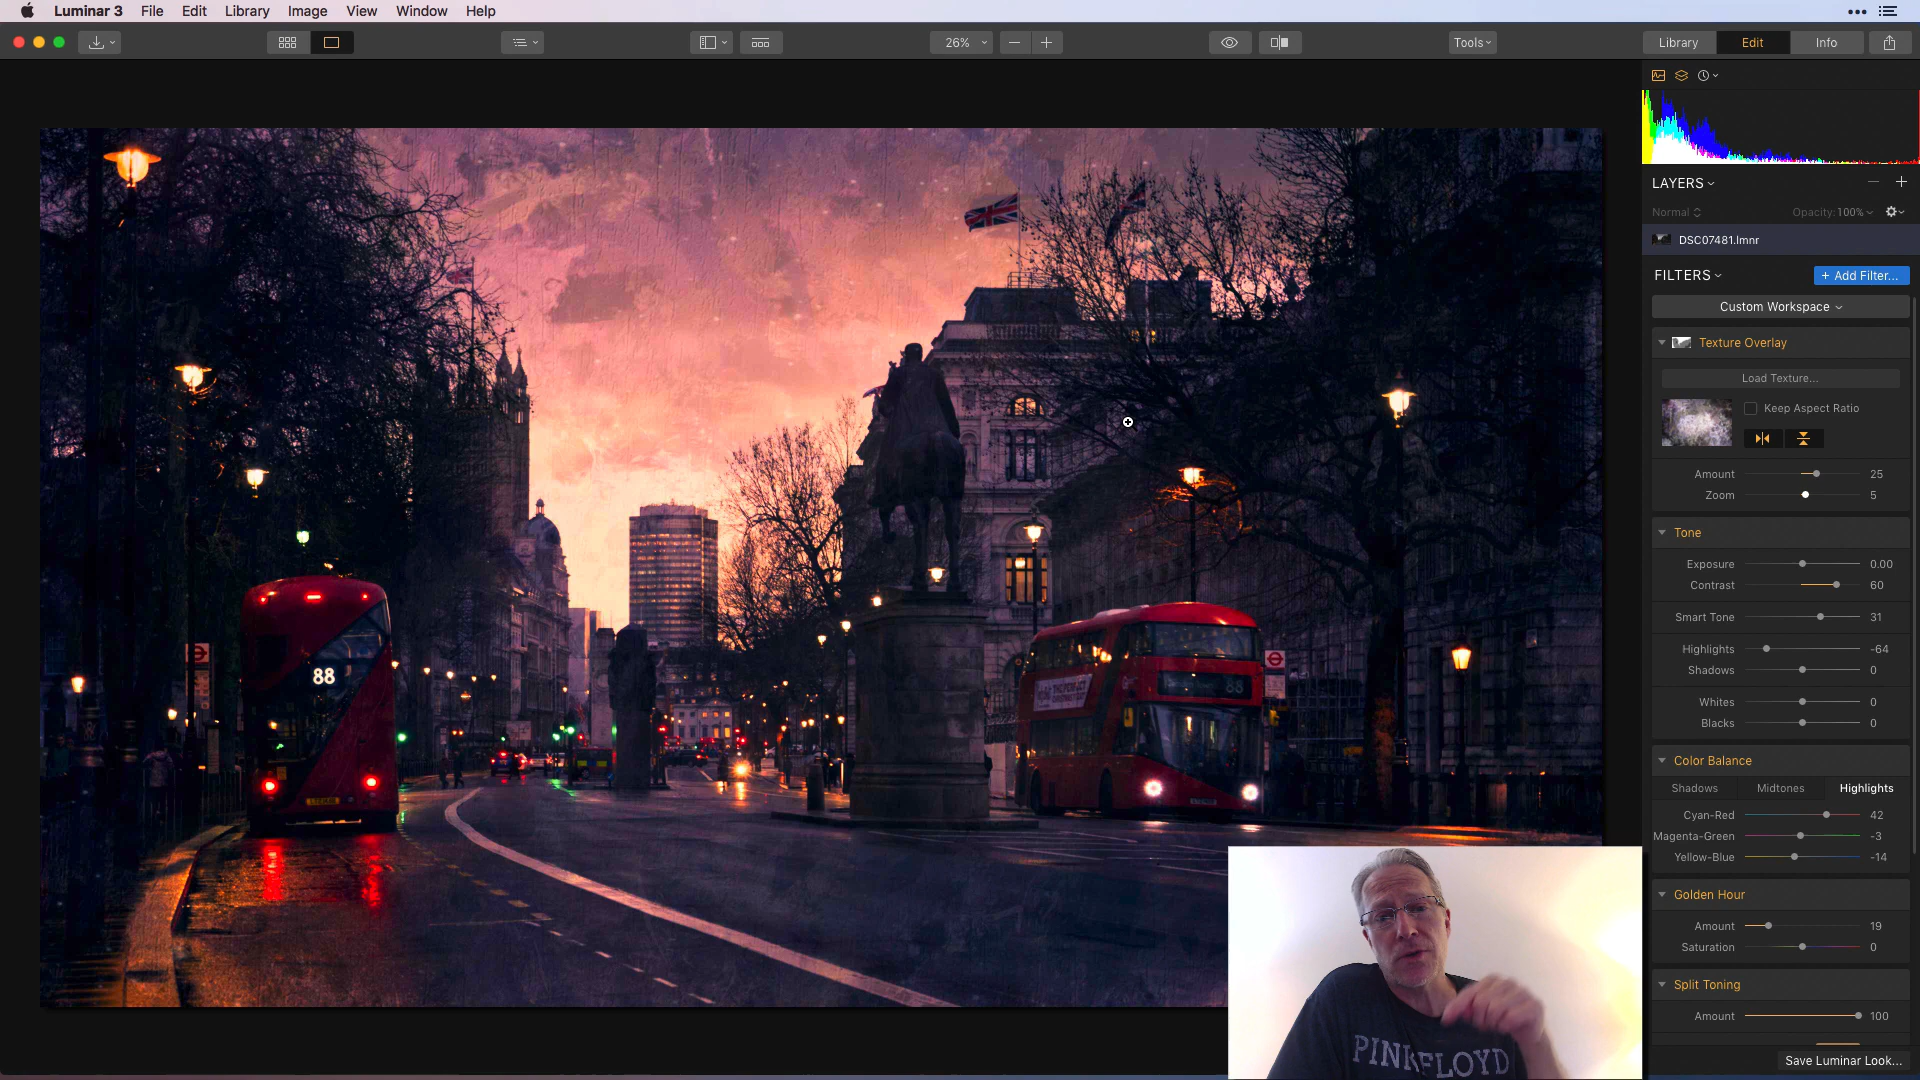 Luminar 3 File Edit Library Image View Window Help
26% Tools Library Edit Info
LAYERS
Normal Opacity: 100%
DSC07481.lmnr
FILTERS + Add Filter...
Custom Workspace
Texture Overlay
Load Texture...
Keep Aspect Ratio
Amount 25
Zoom 5
Tone
Exposure 0.00
Contrast 60
Smart Tone 31
Highlights -64
Shadows 0
Whites 0
Blacks 0
Color Balance
Shadows Midtones Highlights
Cyan-Red 42
Magenta-Green -3
Yellow-Blue -14
Golden Hour
Amount 19
Saturation 0
Split Toning
Amount 100
Save Luminar Look...
88
88
PINK FLOYD